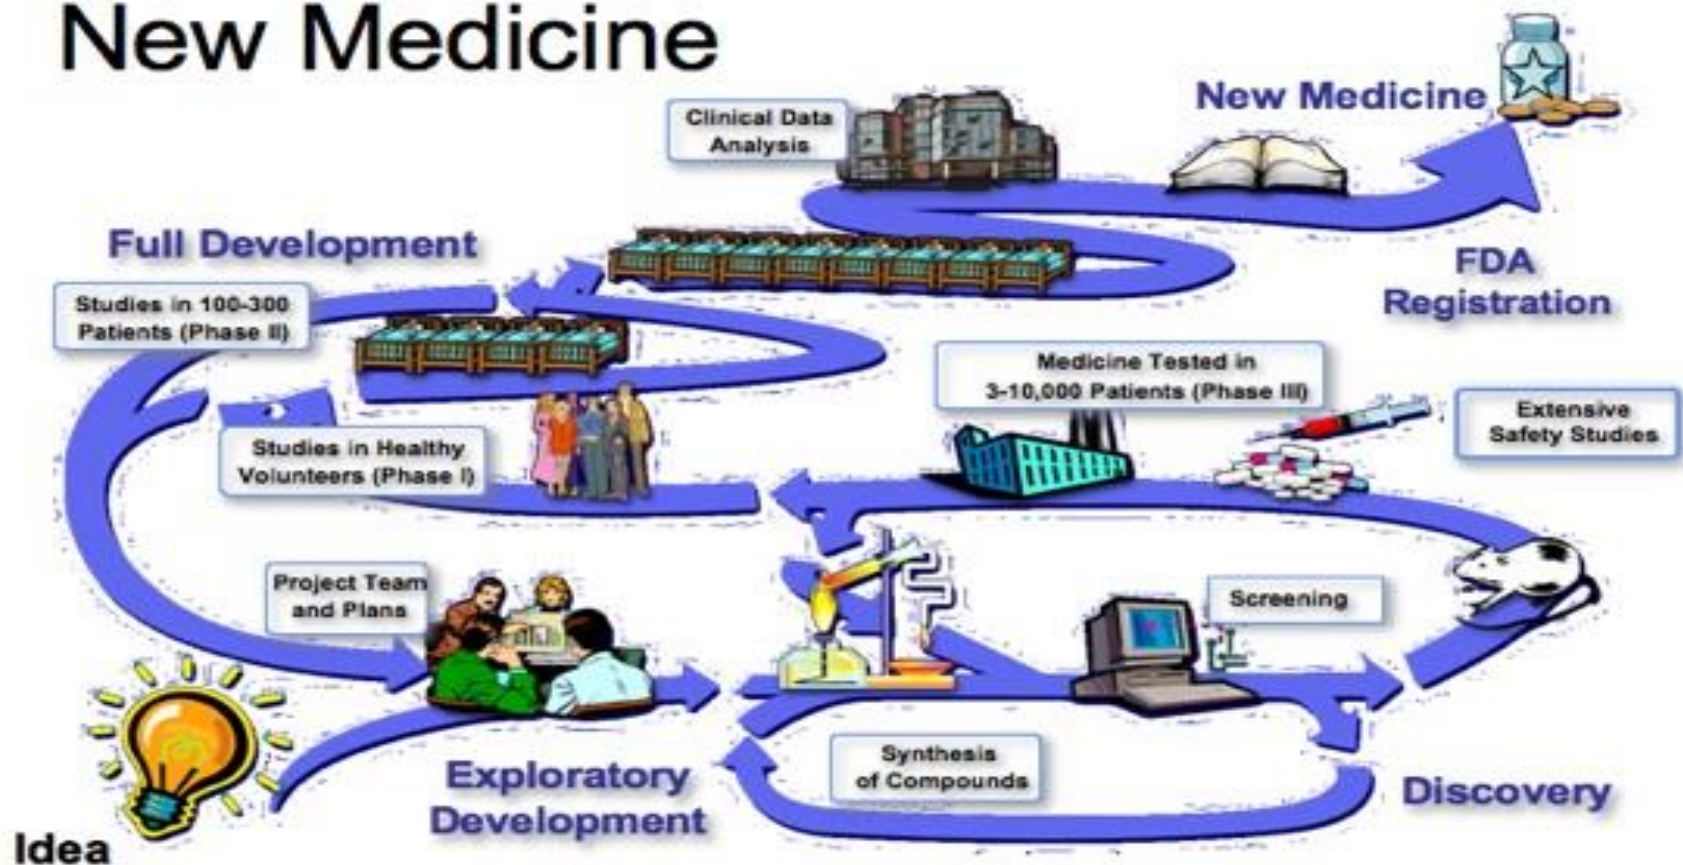 New Medicine
Clinical Data
Analysis
New Medicine
Full Development
FDA
Registration
Studies in 100-300
Patients (Phase II)
Medicine Tested in
3-10,000 Patients (Phase III)
Extensive
Safety Studies
Studies in Healthy
Volunteers (Phase I)
Project Team
and Plans
Screening
Synthesis
of Compounds
Exploratory
Development
Discovery
Idea